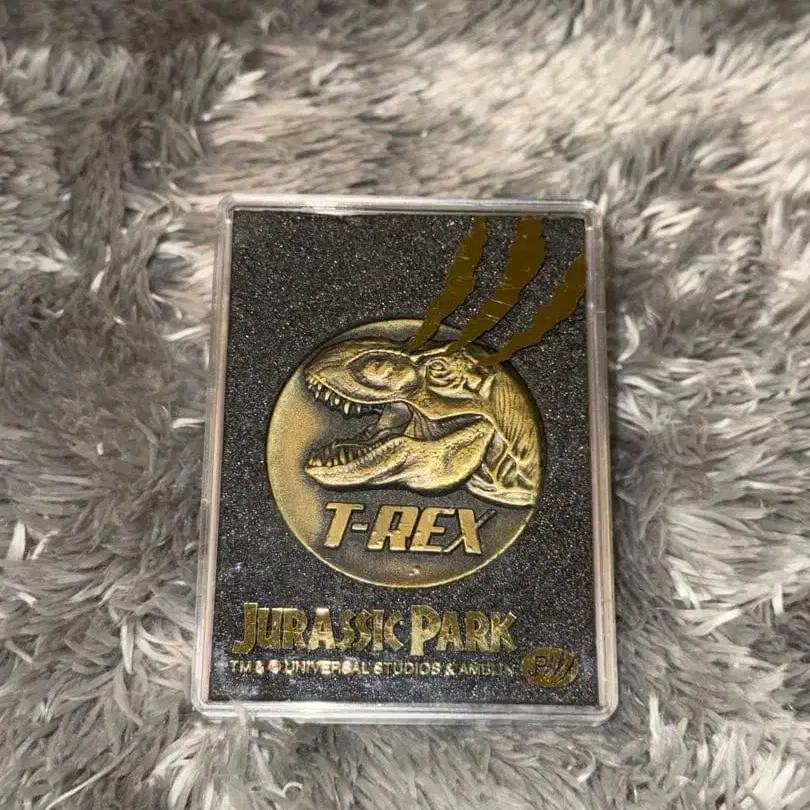 T-REX
JURASSIC PARK
TM & © UNIVERSAL STUDIOS & AMBLIN